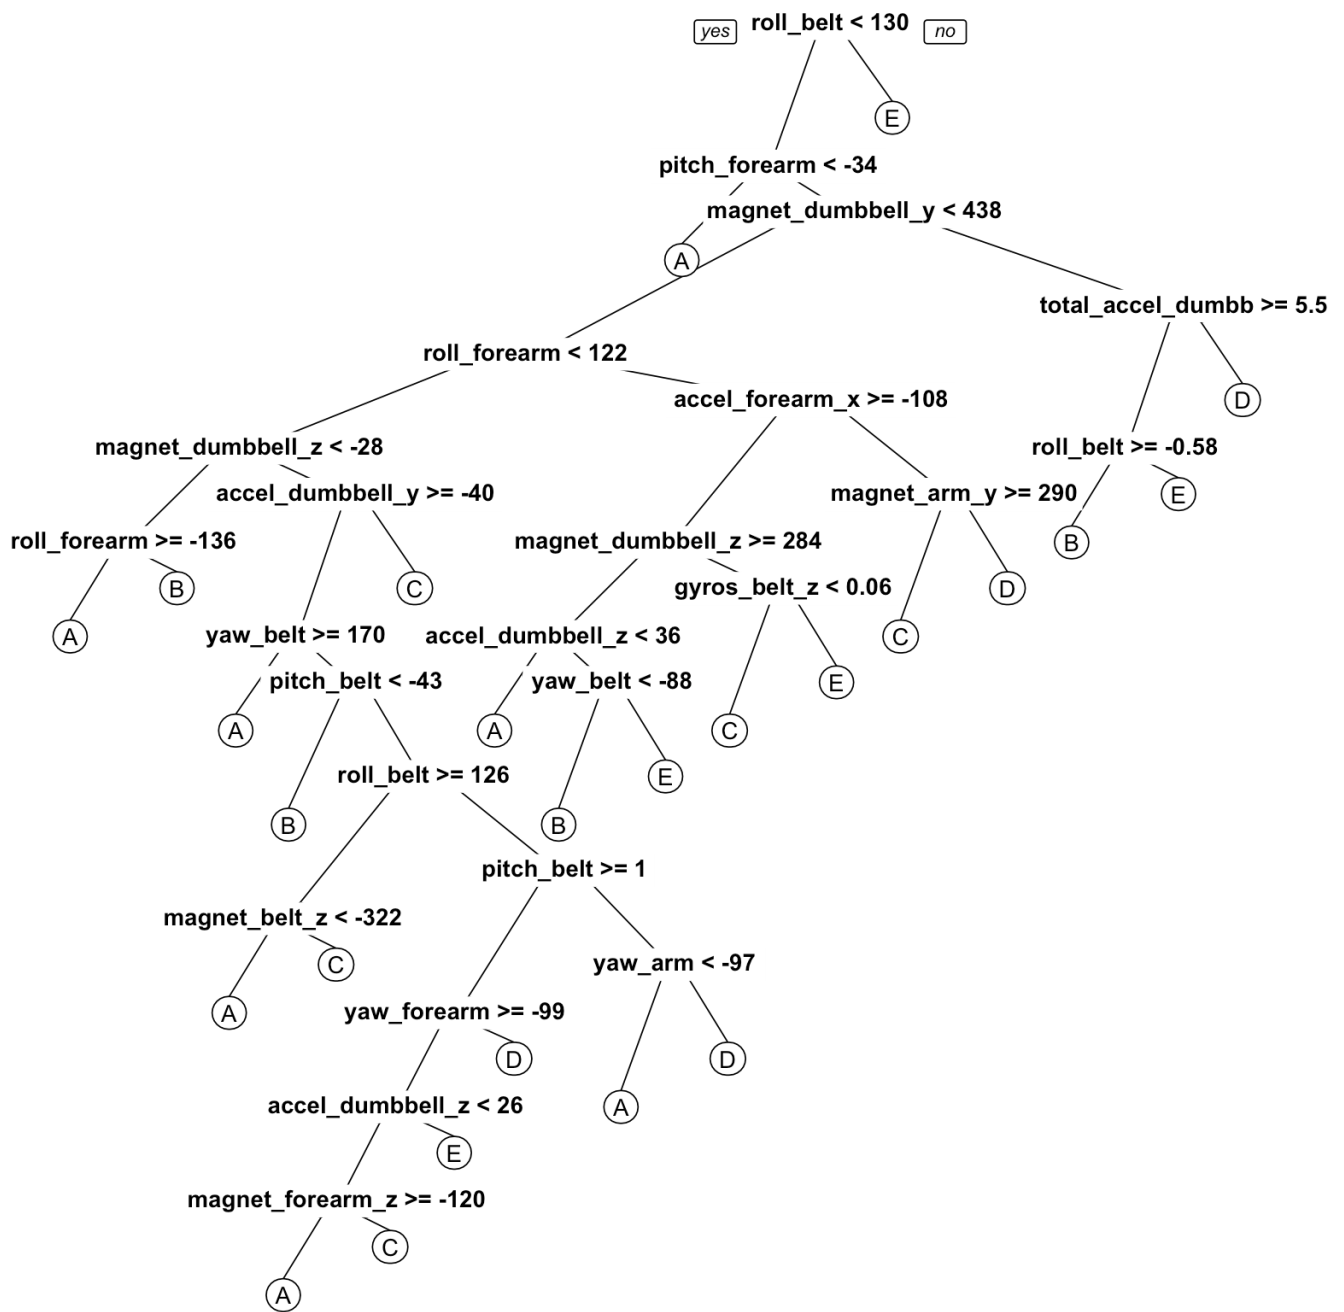 yes roll_belt < 130 no
E
pitch_forearm < -34
magnet_dumbbell_y < 438
A
total_accel_dumbb >= 5.5
roll_forearm < 122
accel_forearm_x >= -108
D
magnet_dumbbell_z < -28
roll_belt >= -0.58
accel_dumbbell_y >= -40
magnet_arm_y >= 290
E
roll_forearm >= -136
magnet_dumbbell_z >= 284
B
B
C
gyros_belt_z < 0.06
D
A
yaw_belt >= 170
accel_dumbbell_z < 36
C
pitch_belt < -43
yaw_belt < -88
E
A
A
C
roll_belt >= 126
E
B
B
pitch_belt >= 1
magnet_belt_z < -322
C
yaw_arm < -97
A
yaw_forearm >= -99
D
D
accel_dumbbell_z < 26
A
E
magnet_forearm_z >= -120
C
A